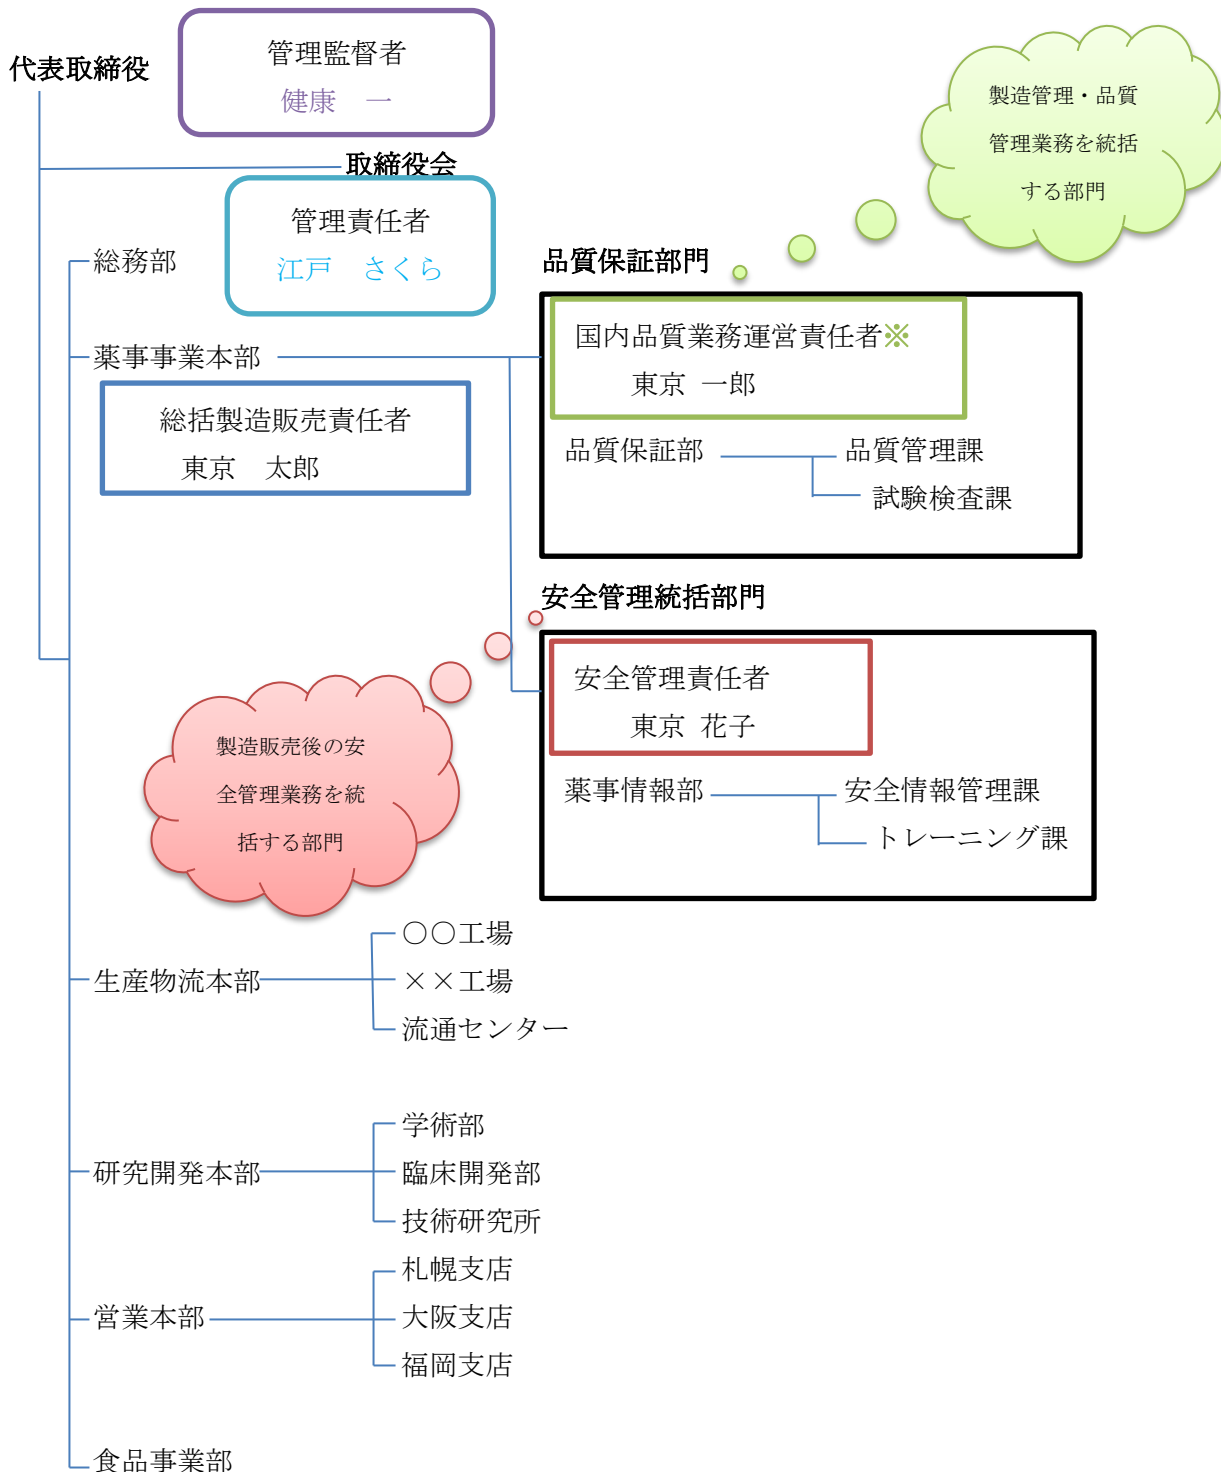 管理監督者
健康　一
代表取締役
取締役会
管理責任者
江戸　さくら
製造管理・品質
管理業務を統括
する部門
総務部
品質保証部門
国内品質業務運営責任者※
東京 一郎
薬事事業本部
総括製造販売責任者
東京　太郎
品質保証部
品質管理課
試験検査課
安全管理統括部門
安全管理責任者
東京 花子
製造販売後の安
全管理業務を統
括する部門
薬事情報部
安全情報管理課
トレーニング課
生産物流本部
○○工場
××工場
流通センター
研究開発本部
学術部
臨床開発部
技術研究所
営業本部
札幌支店
大阪支店
福岡支店
食品事業部